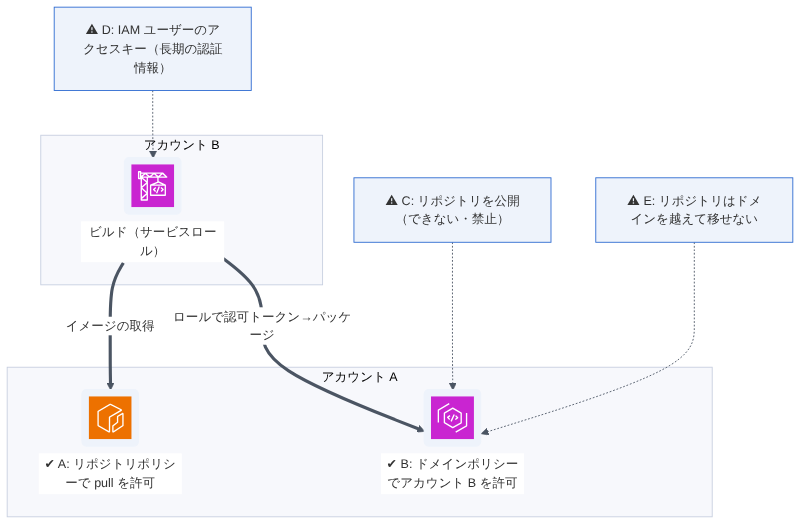 ⚠ D: IAM ユーザーのア
クセスキー（長期の認証
情報）
アカウント B
ビルド（サービスロー
ル）
⚠ C: リポジトリを公開
（できない・禁止）
⚠ E: リポジトリはドメ
インを越えて移せない
イメージの取得
ロールで認可トークン→パッケ
ージ
アカウント A
✔ A: リポジトリポリシ
ーで pull を許可
✔ B: ドメインポリシー
でアカウント B を許可